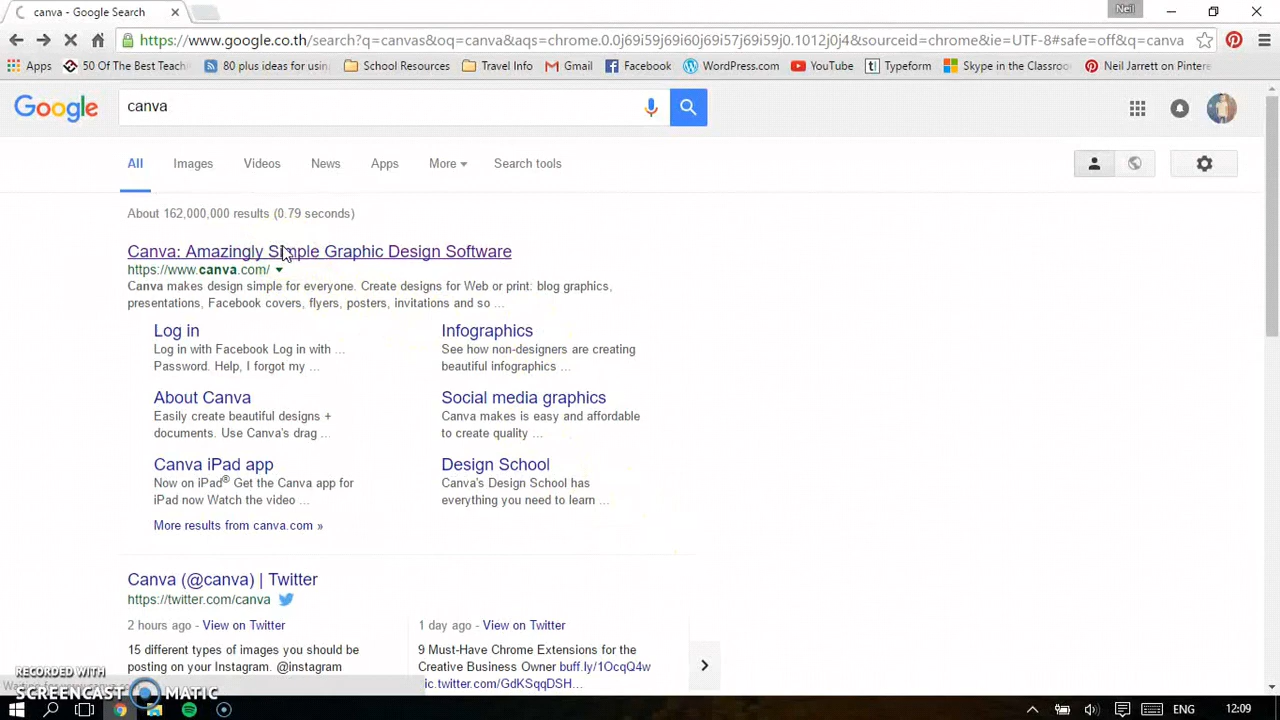 canva - Google Search
Neil
https://www.google.co.th/search?q=canvas&oq=canva&aqs=chrome.0.0j69i59j69i60j69i57j69i59j0.1012j0j4&sourceid=chrome&ie=UTF-8#safe=off&q=canva
Apps 50 Of The Best Teach 80 plus ideas for usin School Resources Travel Info Gmail Facebook WordPress.com YouTube Typeform Skype in the Classroo Neil Jarrett on Pintere
Google canva
All Images Videos News Apps More Search tools
About 162,000,000 results (0.79 seconds)
Canva: Amazingly Simple Graphic Design Software
https://www.canva.com/
Canva makes design simple for everyone. Create designs for Web or print: blog graphics,
presentations, Facebook covers, flyers, posters, invitations and so ...
Log in
Log in with Facebook Log in with ...
Password. Help, I forgot my ...
Infographics
See how non-designers are creating
beautiful infographics ...
About Canva
Easily create beautiful designs +
documents. Use Canva's drag ...
Social media graphics
Canva makes is easy and affordable
to create quality ...
Canva iPad app
Now on iPad® Get the Canva app for
iPad now Watch the video ...
Design School
Canva's Design School has
everything you need to learn ...
More results from canva.com »
Canva (@canva) | Twitter
https://twitter.com/canva
2 hours ago - View on Twitter
15 different types of images you should be
posting on your Instagram. @instagram
1 day ago - View on Twitter
9 Must-Have Chrome Extensions for the
Creative Business Owner buff.ly/1OcqQ4w
ic.twitter.com/GdKSqqDSH...
RECORDED WITH
SCREENCAST MATIC
ENG 12:09